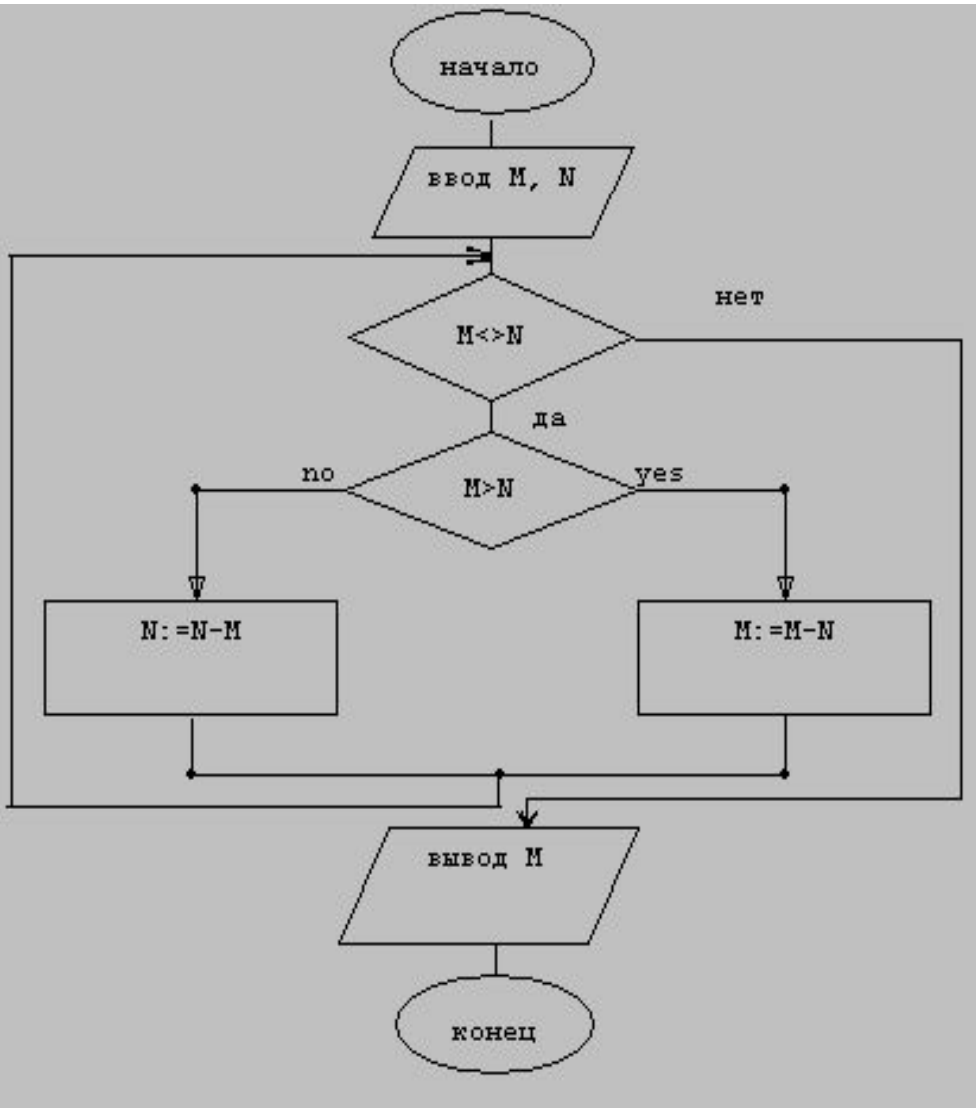 начало
ввод M, N
нет
M<>N
да
no
M>N
yes
N:=N-M
M:=M-N
вывод M
конец